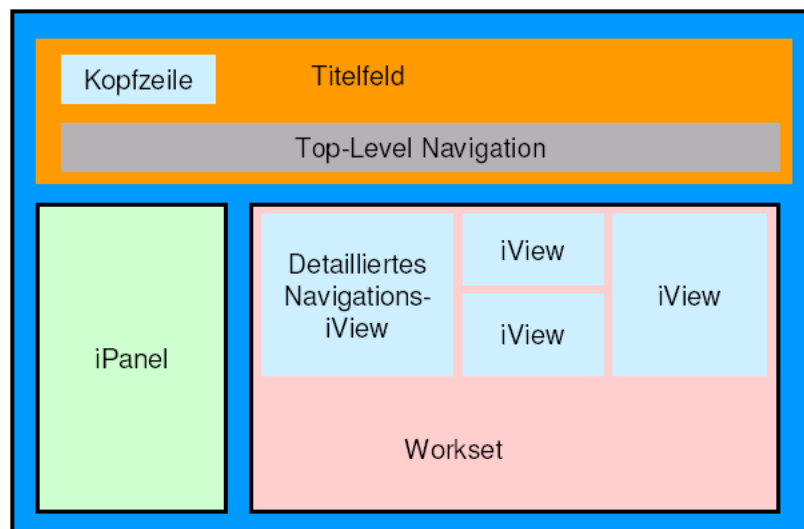 Kopfzeile
Titelfeld
Top-Level Navigation
iPanel
Detailliertes
Navigations-
iView
iView
iView
iView
Workset